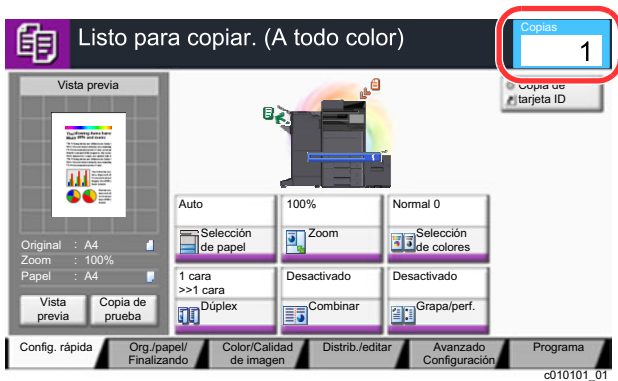 Listo para copiar. (A todo color)
Copias
1
Copia de
tarjeta ID
Vista previa
Original : A4
Zoom : 100%
Papel : A4
Vista
previa
Copia de
prueba
Auto
Selección
de papel
100%
Zoom
Normal 0
Selección
de colores
1 cara
>>1 cara
Dúplex
Desactivado
Combinar
Desactivado
Grapa/perf.
Config. rápida
Org./papel/
Finalizando
Color/Calidad
de imagen
Distrib./editar
Avanzado
Configuración
Programa
c010101_01